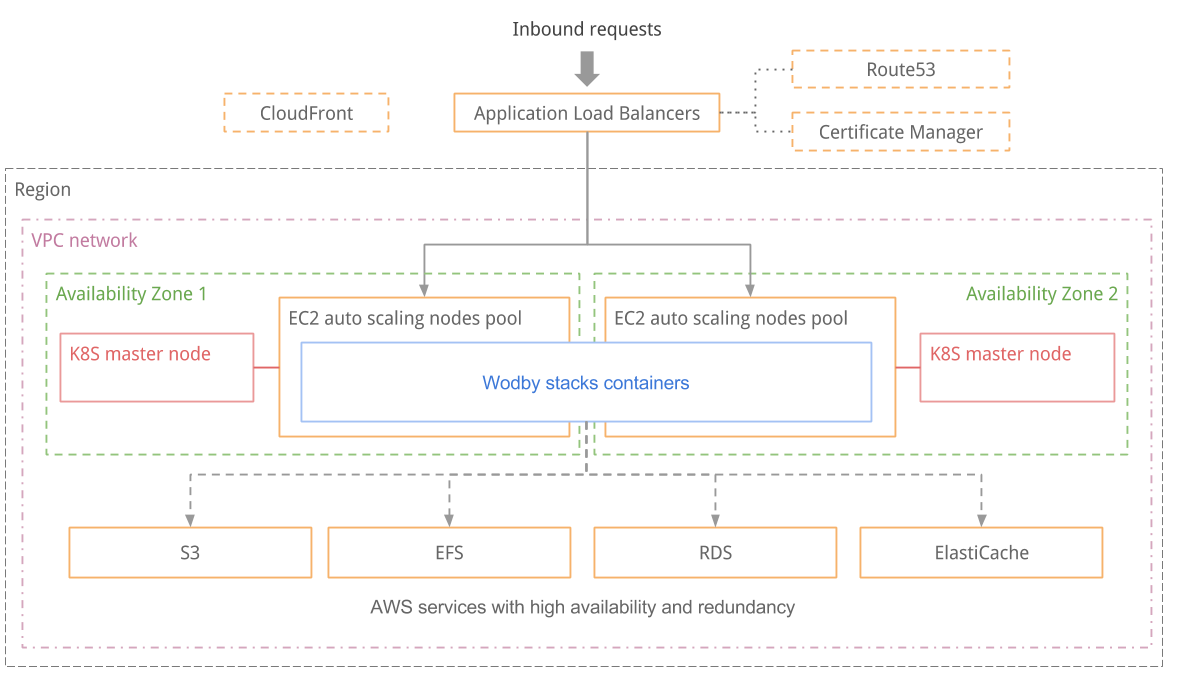 Inbound requests
Route53
CloudFront
Application Load Balancers
Certificate Manager
Region
VPC network
Availability Zone 1
Availability Zone 2
EC2 auto scaling nodes pool
EC2 auto scaling nodes pool
K8S master node
K8S master node
Wodby stacks containers
S3
EFS
RDS
ElastiCache
AWS services with high availability and redundancy